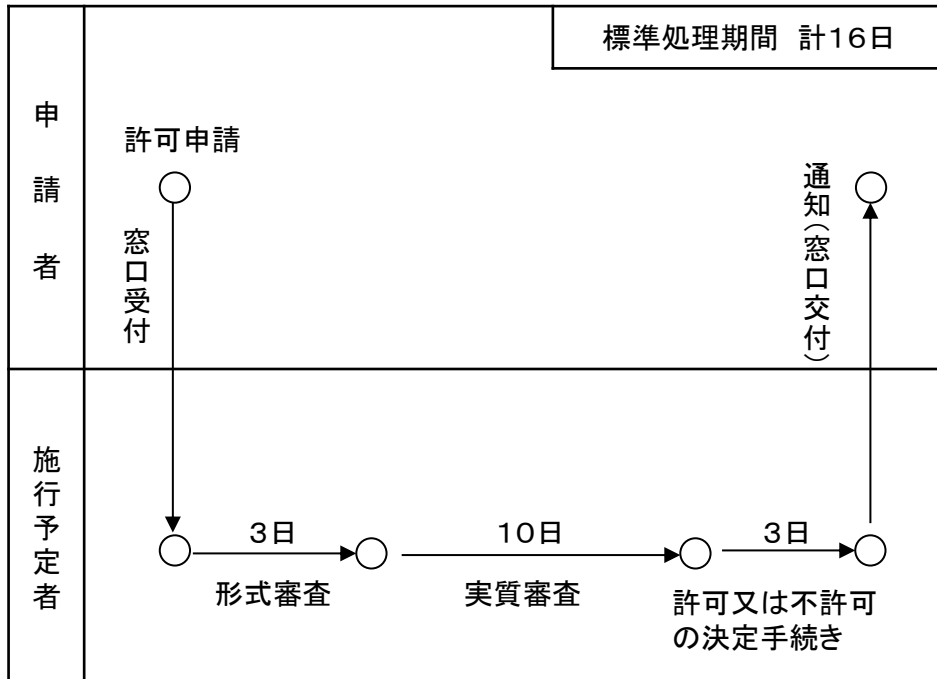 標準処理期間 計16日
申請者
許可申請
窓口受付
通知(窓口交付)
施行予定者
3日
10日
3日
形式審査
実質審査
許可又は不許可
の決定手続き